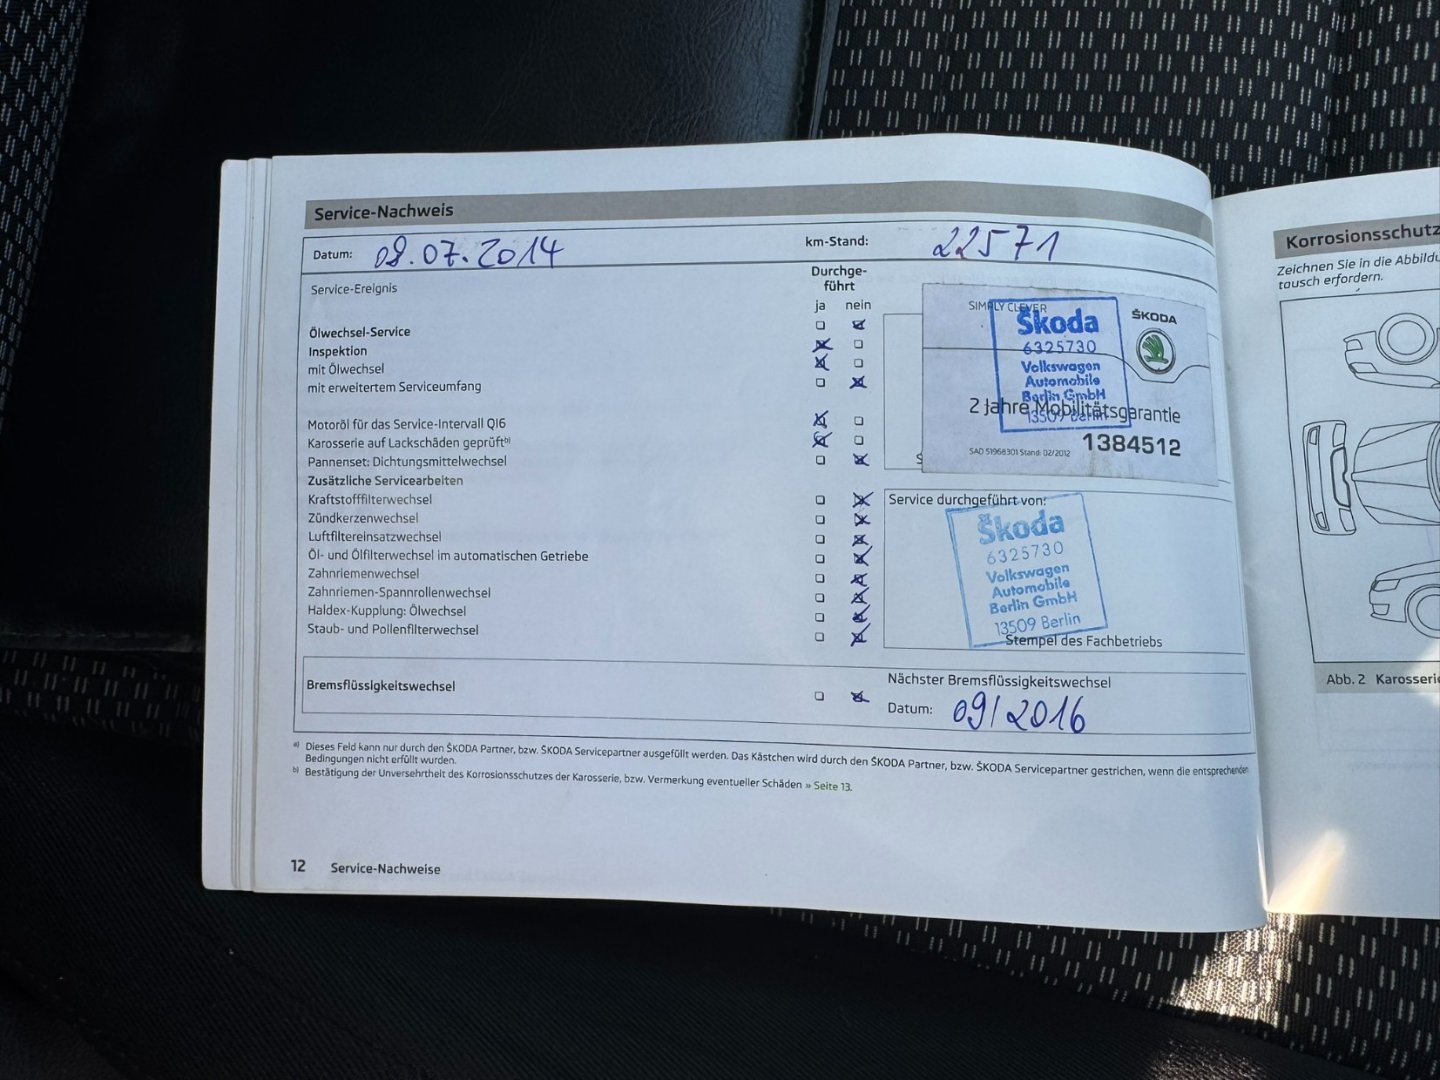 Service-Nachweis
Datum: 08.07.2014
km-Stand: 22571
Service-Ereignis
Durchge-
führt
ja nein
Ölwechsel-Service
Inspektion
mit Ölwechsel
mit erweitertem Serviceumfang
Motoröl für das Service-Intervall QI6
Karosserie auf Lackschäden geprüft b)
Pannenset: Dichtungsmittelwechsel
Zusätzliche Servicearbeiten
Kraftstofffilterwechsel
Zündkerzenwechsel
Luftfiltereinsatzwechsel
Öl- und Ölfilterwechsel im automatischen Getriebe
Zahnriemenwechsel
Zahnriemen-Spannrollenwechsel
Haldex-Kupplung: Ölwechsel
Staub- und Pollenfilterwechsel
SIMPLY CLEVER
ŠKODA
Škoda
6325730
Volkswagen
Automobile
Berlin GmbH
13509 Berlin
2 Jahre Mobilitätsgarantie
SAD 51968301 Stand: 02/2012
1384512
Service durchgeführt von:
Škoda
6325730
Volkswagen
Automobile
Berlin GmbH
13509 Berlin
Stempel des Fachbetriebs
Bremsflüssigkeitswechsel
Nächster Bremsflüssigkeitswechsel
Datum: 09/2016
a) Dieses Feld kann nur durch den ŠKODA Partner, bzw. ŠKODA Servicepartner ausgefüllt werden. Das Kästchen wird durch den ŠKODA Partner, bzw. ŠKODA Servicepartner gestrichen, wenn die entsprechenden
Bedingungen nicht erfüllt wurden.
b) Bestätigung der Unversehrtheit des Korrosionsschutzes der Karosserie, bzw. Vermerkung eventueller Schäden » Seite 13.
12 Service-Nachweise
Korrosionsschutz
Zeichnen Sie in die Abbildu
tausch erfordern.
Abb. 2 Karosserie